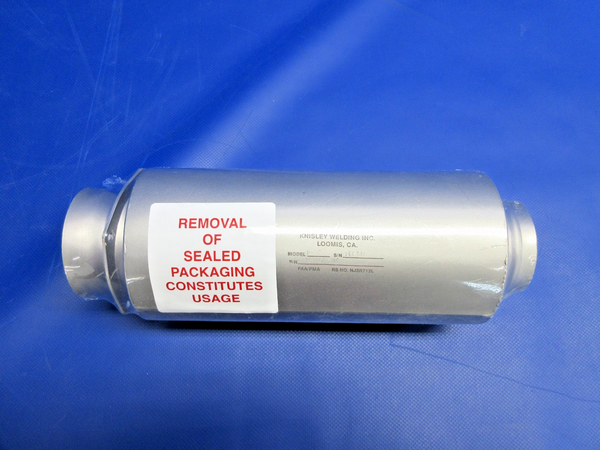 REMOVAL
OF
SEALED
PACKAGING
CONSTITUTES
USAGE
KNISLEY WELDING INC.
LOOMIS, CA.
MODEL S/N
P/N
FAA/PMA